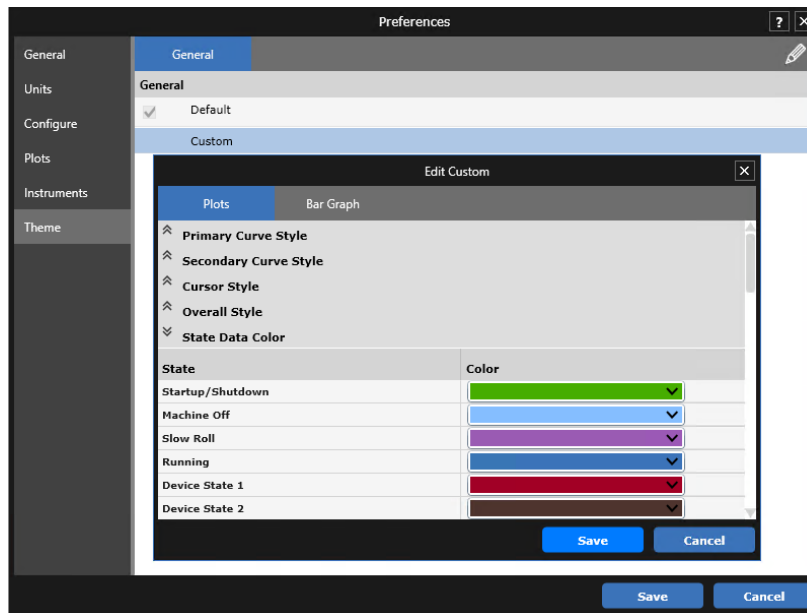 Preferences
?
General
Units
Configure
Plots
Instruments
Theme
General
General
Default
Custom
Edit Custom
Plots Bar Graph
Primary Curve Style
Secondary Curve Style
Cursor Style
Overall Style
State Data Color
State Color
Startup/Shutdown
Machine Off
Slow Roll
Running
Device State 1
Device State 2
Save Cancel
Save Cancel